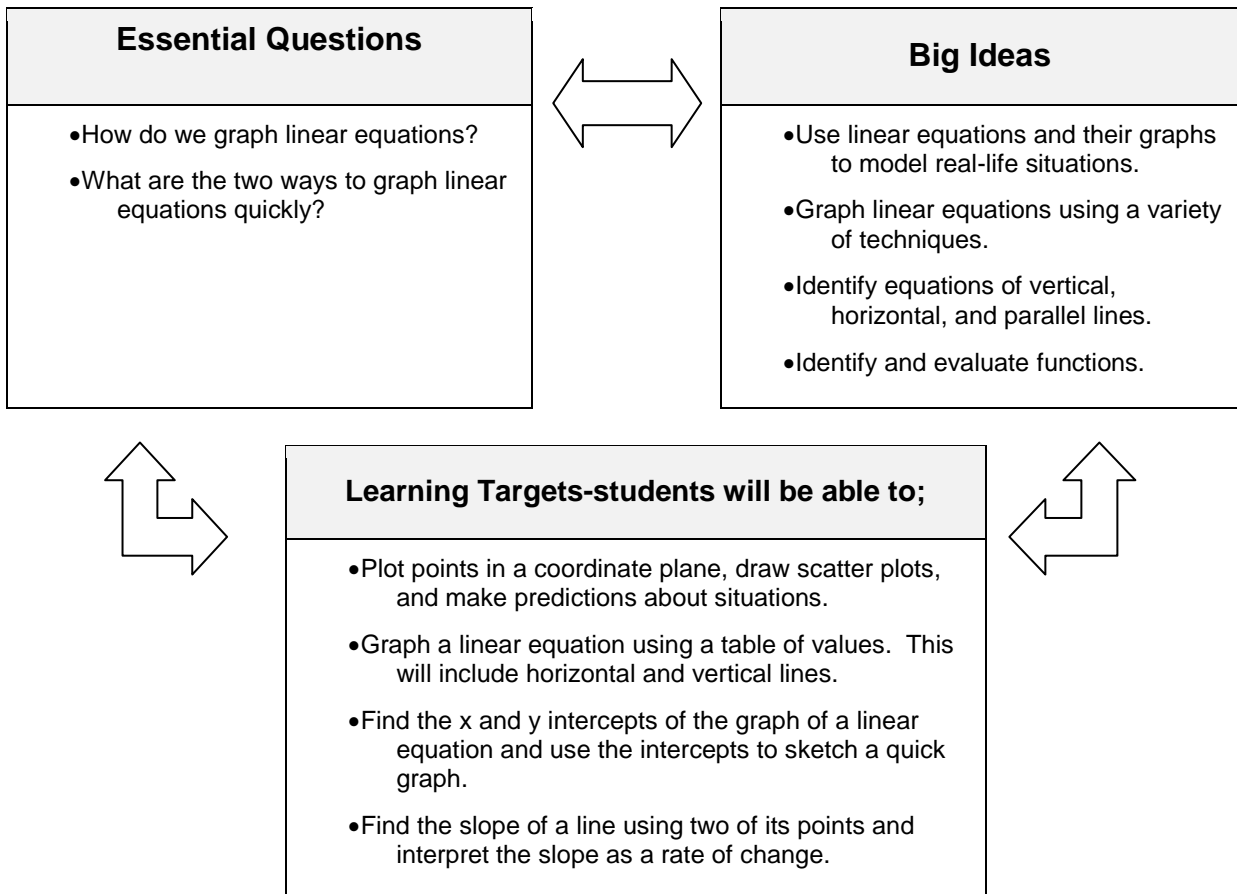 Essential Questions
•How do we graph linear equations?
•What are the two ways to graph linear
equations quickly?
Big Ideas
•Use linear equations and their graphs
to model real-life situations.
•Graph linear equations using a variety
of techniques.
•Identify equations of vertical,
horizontal, and parallel lines.
•Identify and evaluate functions.
Learning Targets-students will be able to;
•Plot points in a coordinate plane, draw scatter plots,
and make predictions about situations.
•Graph a linear equation using a table of values.  This
will include horizontal and vertical lines.
•Find the x and y intercepts of the graph of a linear
equation and use the intercepts to sketch a quick
graph.
•Find the slope of a line using two of its points and
interpret the slope as a rate of change.